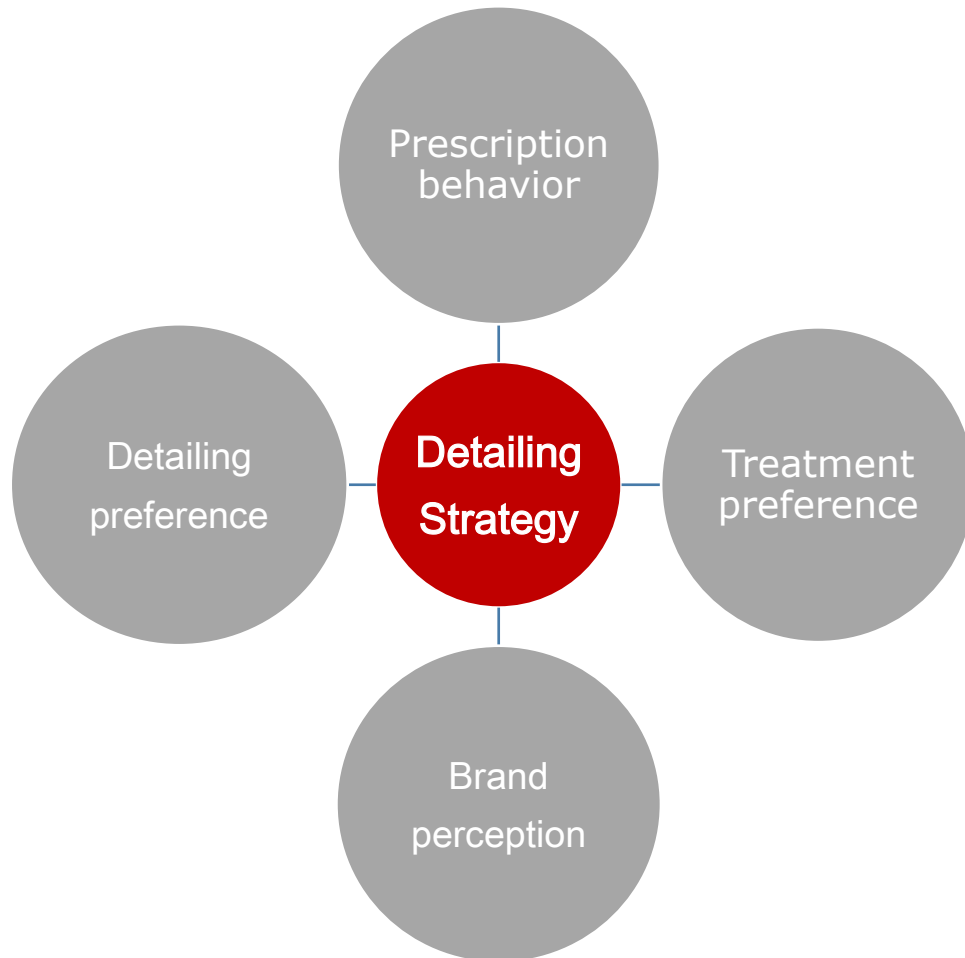 Prescription
behavior
Detailing
preference
Detailing
Strategy
Treatment
preference
Brand
perception